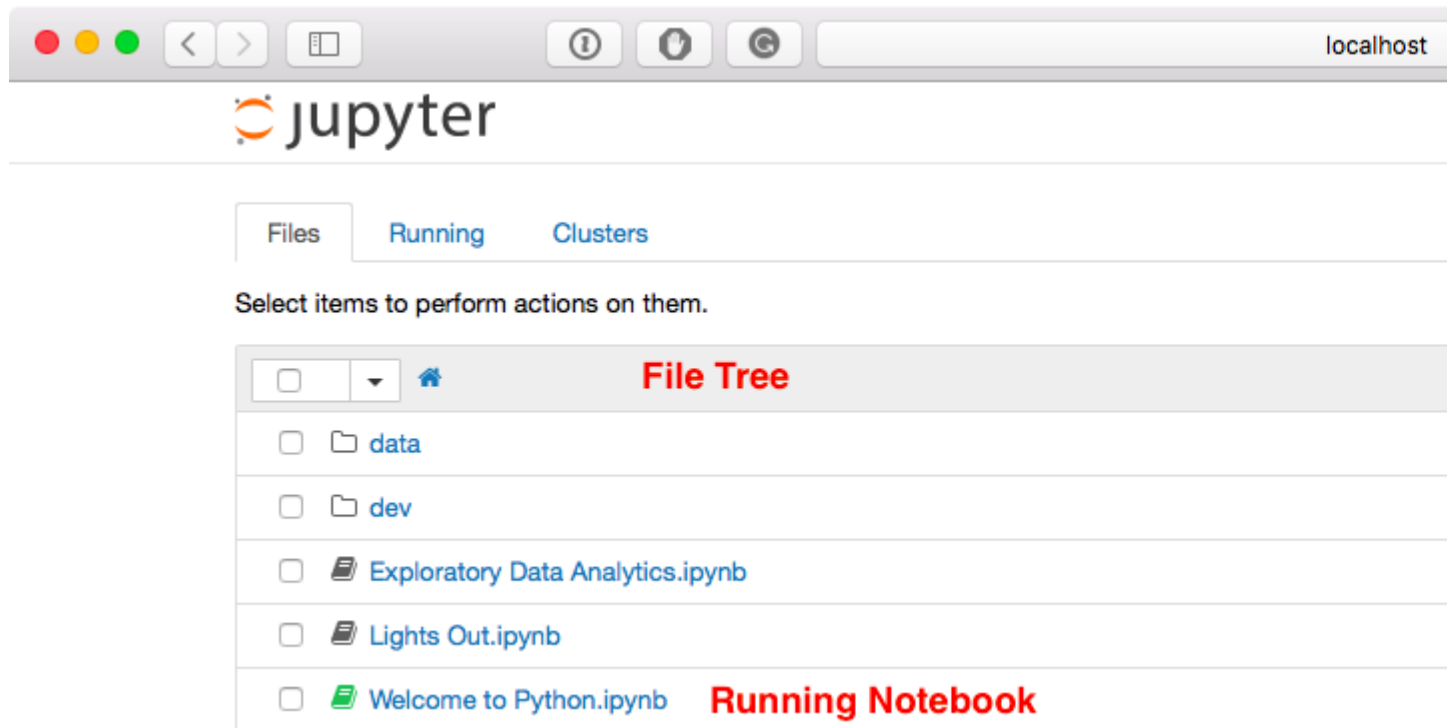 localhost
jupyter
Files Running Clusters
Select items to perform actions on them.
File Tree
data
dev
Exploratory Data Analytics.ipynb
Lights Out.ipynb
Welcome to Python.ipynb Running Notebook